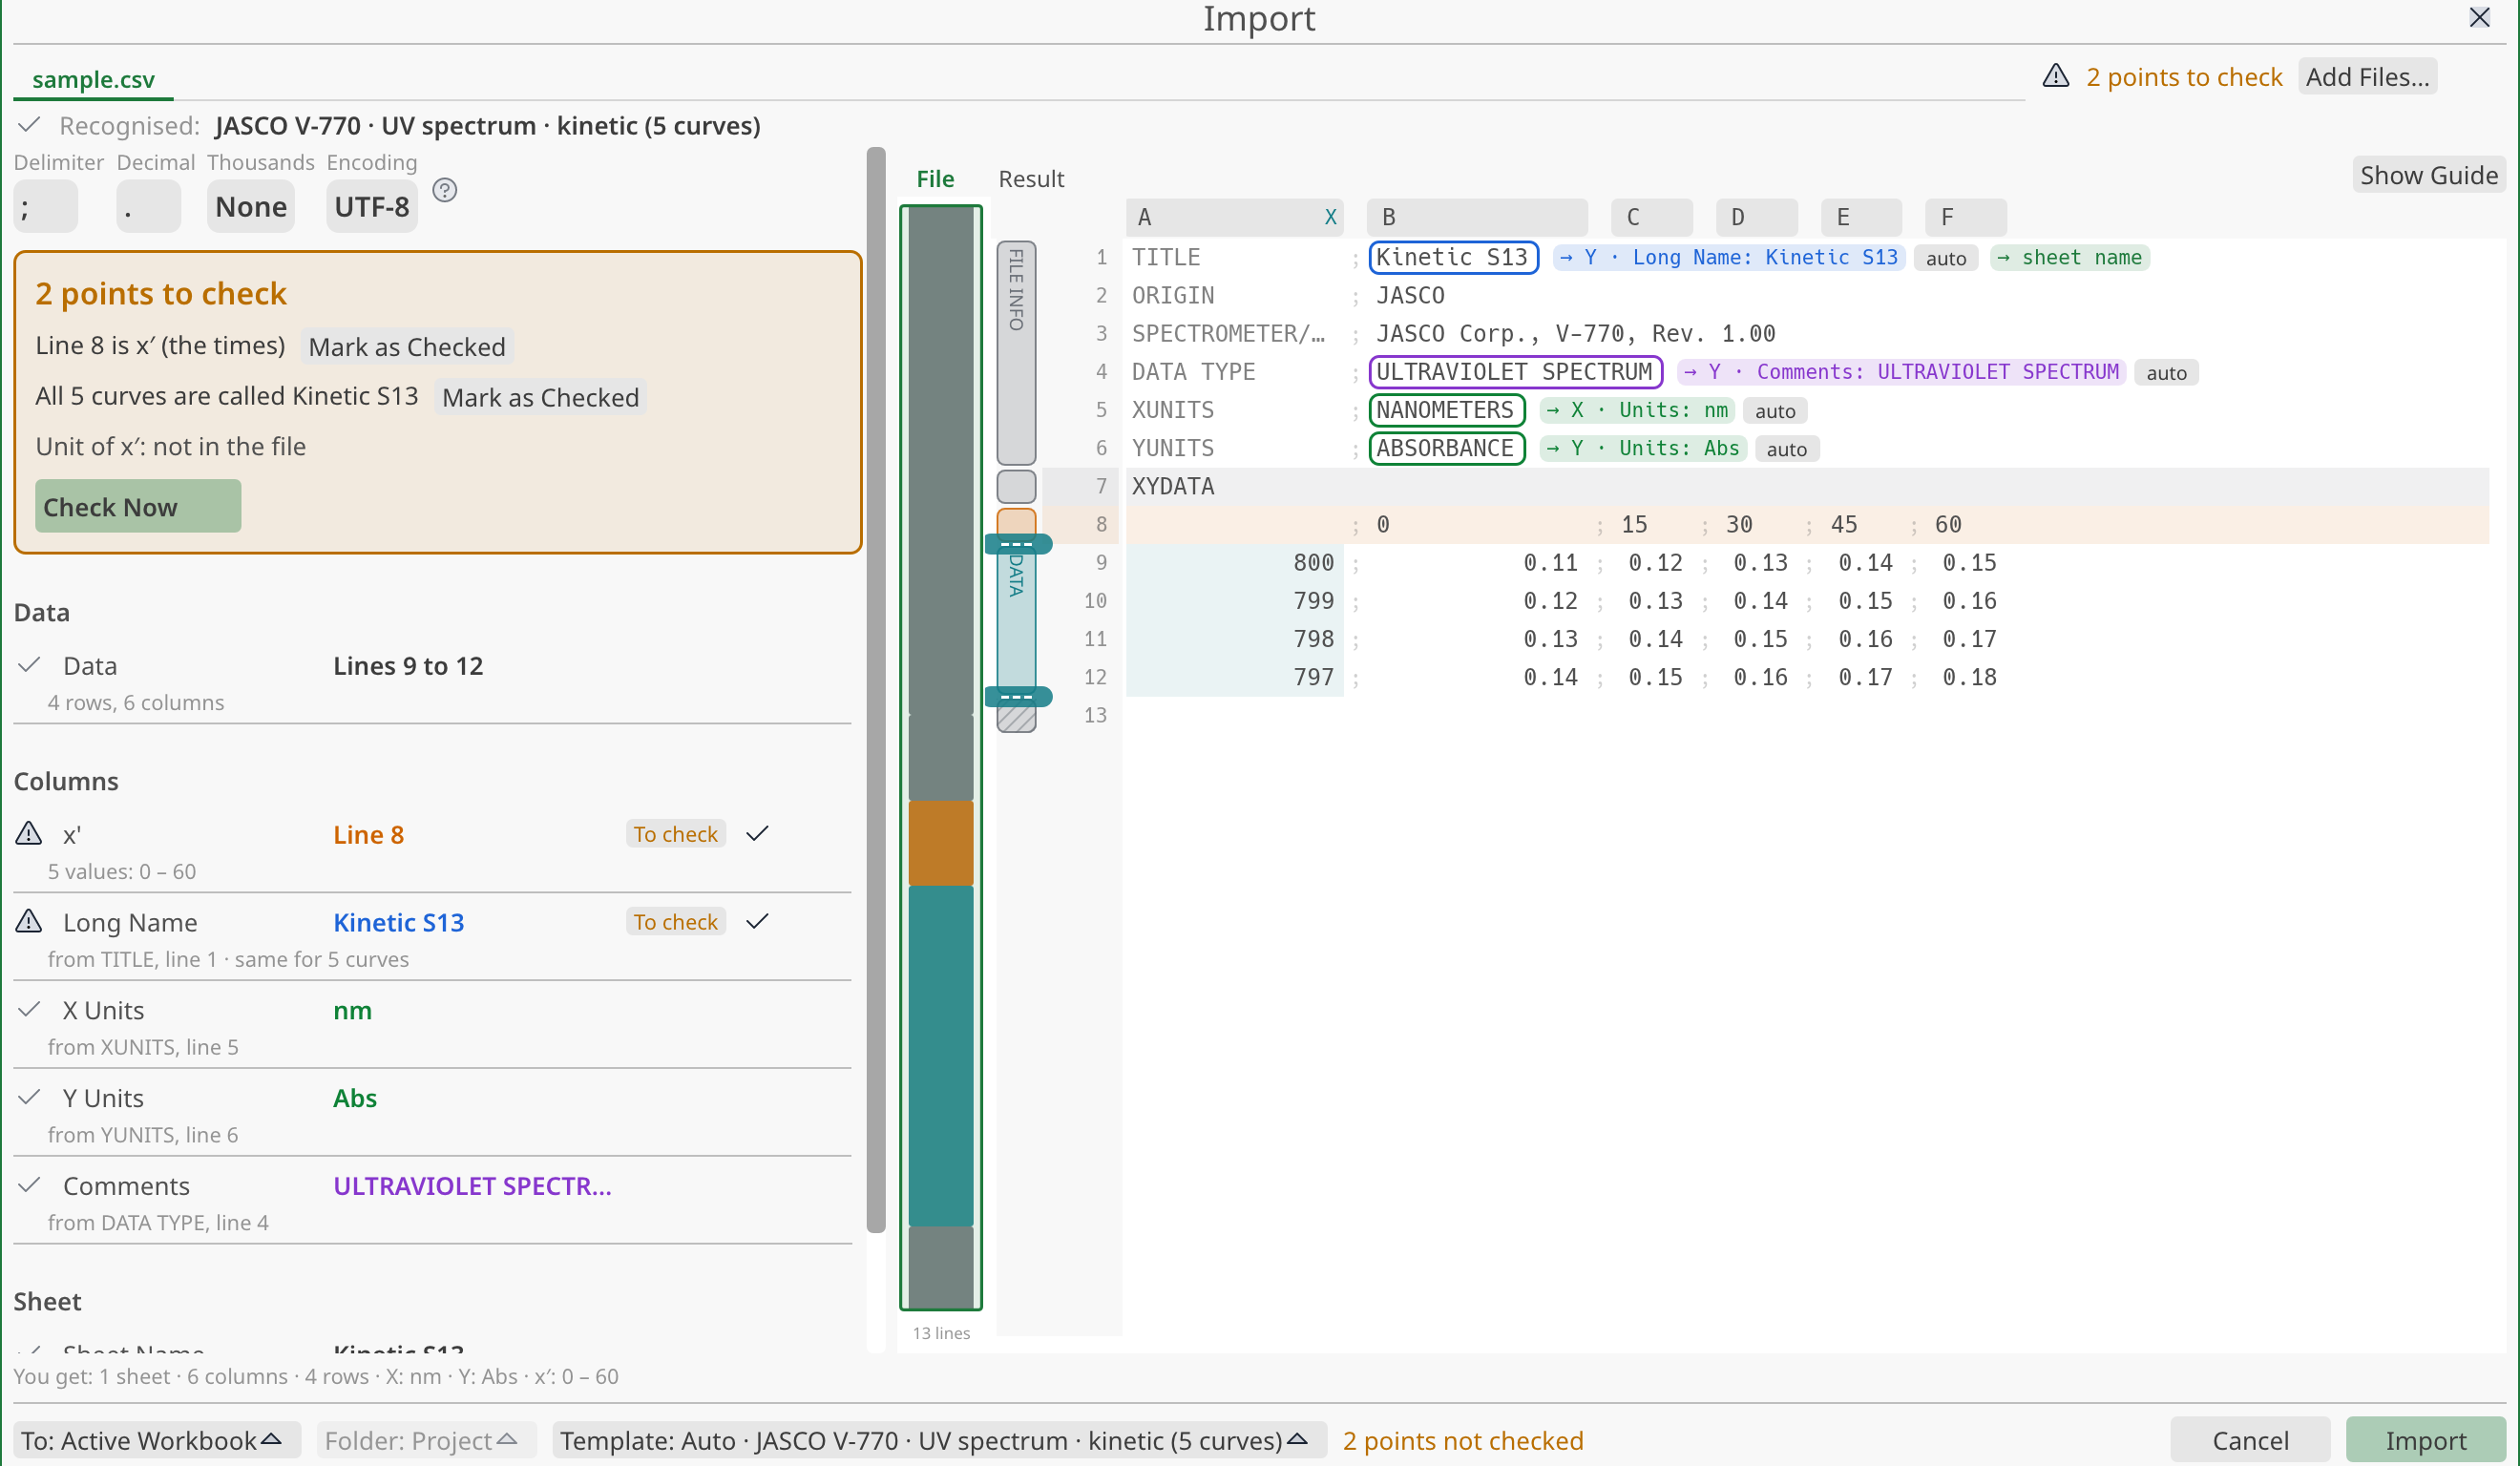 Import
sample.csv
2 points to check
Add Files...
Recognised: JASCO V-770 · UV spectrum · kinetic (5 curves)
Delimiter Decimal Thousands Encoding
; . None UTF-8 ?
2 points to check
Line 8 is x′ (the times) Mark as Checked
All 5 curves are called Kinetic S13 Mark as Checked
Unit of x′: not in the file
Check Now
Data
Data Lines 9 to 12
4 rows, 6 columns
Columns
x' Line 8 To check
5 values: 0 – 60
Long Name Kinetic S13 To check
from TITLE, line 1 · same for 5 curves
X Units nm
from XUNITS, line 5
Y Units Abs
from YUNITS, line 6
Comments ULTRAVIOLET SPECTR...
from DATA TYPE, line 4
Sheet
Sheet Name Kinetic S13
File Result
Show Guide
13 lines
FILE INFO
DATA
A X B C D E F
1 TITLE ; Kinetic S13 → Y · Long Name: Kinetic S13 auto → sheet name
2 ORIGIN ; JASCO
3 SPECTROMETER/… ; JASCO Corp., V-770, Rev. 1.00
4 DATA TYPE ; ULTRAVIOLET SPECTRUM → Y · Comments: ULTRAVIOLET SPECTRUM auto
5 XUNITS ; NANOMETERS → X · Units: nm auto
6 YUNITS ; ABSORBANCE → Y · Units: Abs auto
7 XYDATA
8 ; 0 ; 15 ; 30 ; 45 ; 60
9 800 ; 0.11 ; 0.12 ; 0.13 ; 0.14 ; 0.15
10 799 ; 0.12 ; 0.13 ; 0.14 ; 0.15 ; 0.16
11 798 ; 0.13 ; 0.14 ; 0.15 ; 0.16 ; 0.17
12 797 ; 0.14 ; 0.15 ; 0.16 ; 0.17 ; 0.18
13
You get: 1 sheet · 6 columns · 4 rows · X: nm · Y: Abs · x′: 0 – 60
To: Active Workbook Folder: Project Template: Auto · JASCO V-770 · UV spectrum · kinetic (5 curves) 2 points not checked
Cancel Import